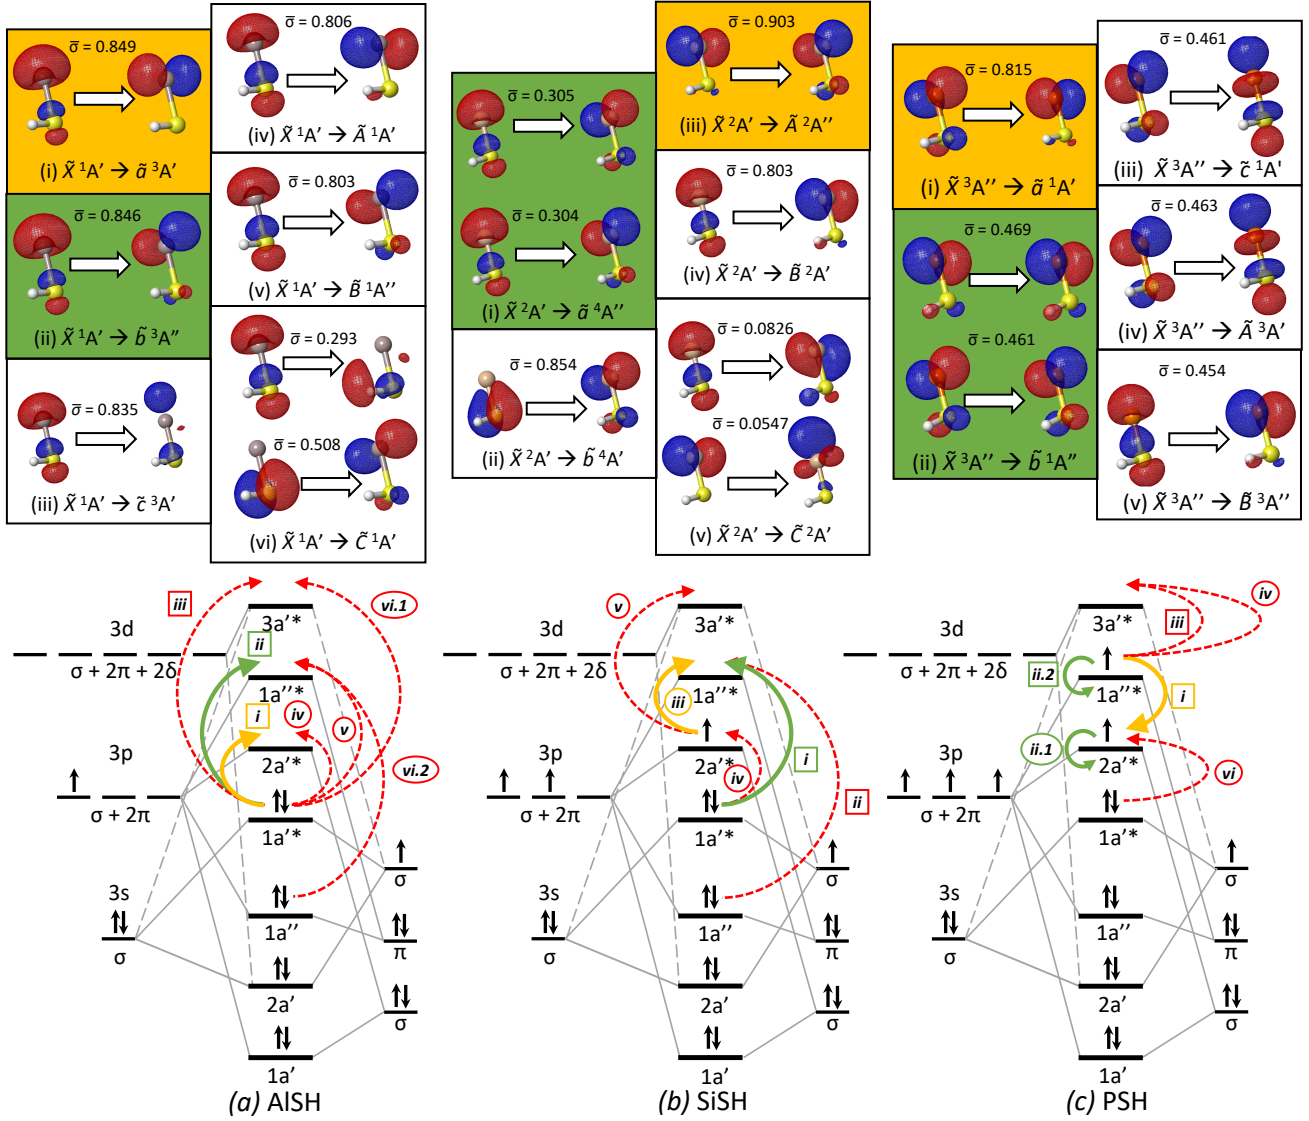 σ̅ = 0.849
(i) X̃ ¹A’ → ã ³A’
σ̅ = 0.846
(ii) X̃ ¹A’ → b̃ ³A”
σ̅ = 0.835
(iii) X̃ ¹A’ → c̃ ³A’
σ̅ = 0.806
(iv) X̃ ¹A’ → Ã ¹A’
σ̅ = 0.803
(v) X̃ ¹A’ → B̃ ¹A’’
σ̅ = 0.293
σ̅ = 0.508
(vi) X̃ ¹A’ → C̃ ¹A’
σ̅ = 0.305
σ̅ = 0.304
(i) X̃ ²A’ → ã ⁴A’’
σ̅ = 0.854
(ii) X̃ ²A’ → b̃ ⁴A’
σ̅ = 0.903
(iii) X̃ ²A’ → Ã ²A’’
σ̅ = 0.803
(iv) X̃ ²A’ → B̃ ²A’
σ̅ = 0.0826
σ̅ = 0.0547
(v) X̃ ²A’ → C̃ ²A’
σ̅ = 0.815
(i) X̃ ³A’’ → ã ¹A’
σ̅ = 0.469
σ̅ = 0.461
(ii) X̃ ³A’’ → b̃ ¹A”
σ̅ = 0.461
(iii) X̃ ³A’’ → c̃ ¹A'
σ̅ = 0.463
(iv) X̃ ³A’’ → Ã ³A’
σ̅ = 0.454
(v) X̃ ³A’’ → B̃ ³A’’
iii
vi.1
3a’*
ii
3d
σ + 2π + 2δ
1a’’*
i
iv
v
3p
2a’*
vi.2
σ + 2π
1a’*
σ
3s
1a’’
σ
π
2a’
σ
1a’
(a) AlSH
v
3a’*
3d
σ + 2π + 2δ
1a’’*
iii
3p
2a’*
iv
i
ii
σ + 2π
1a’*
σ
3s
1a’’
σ
π
2a’
σ
1a’
(b) SiSH
iv
iii
3a’*
3d
σ + 2π + 2δ
ii.2
1a’’*
i
ii.1
3p
2a’*
vi
σ + 2π
1a’*
σ
3s
1a’’
σ
π
2a’
σ
1a’
(c) PSH